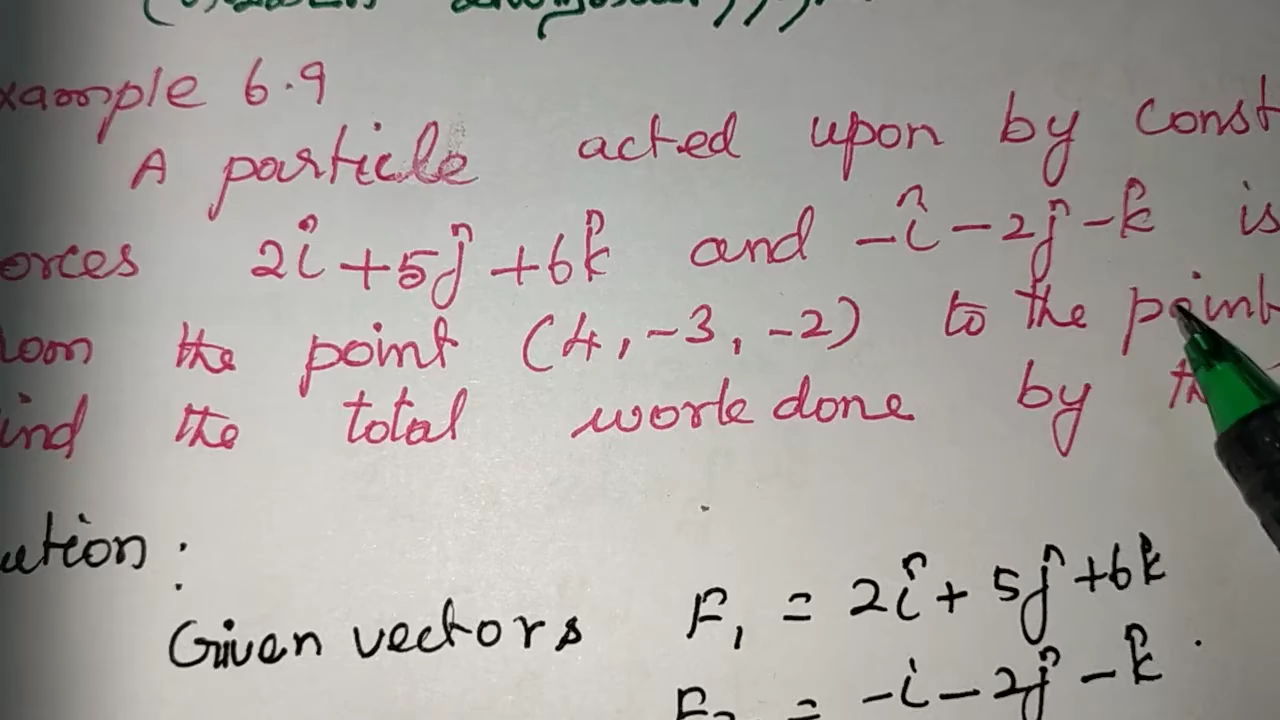 xample 6.9
A particle acted upon by const
orces 2î + 5ĵ + 6k̂ and -î - 2ĵ - k̂ is
rom the point (4, -3, -2) to the point
ind the total work done by th
ution :
Given vectors F₁ = 2î + 5ĵ + 6k̂
F₂ = -i - 2ĵ - k̂ .